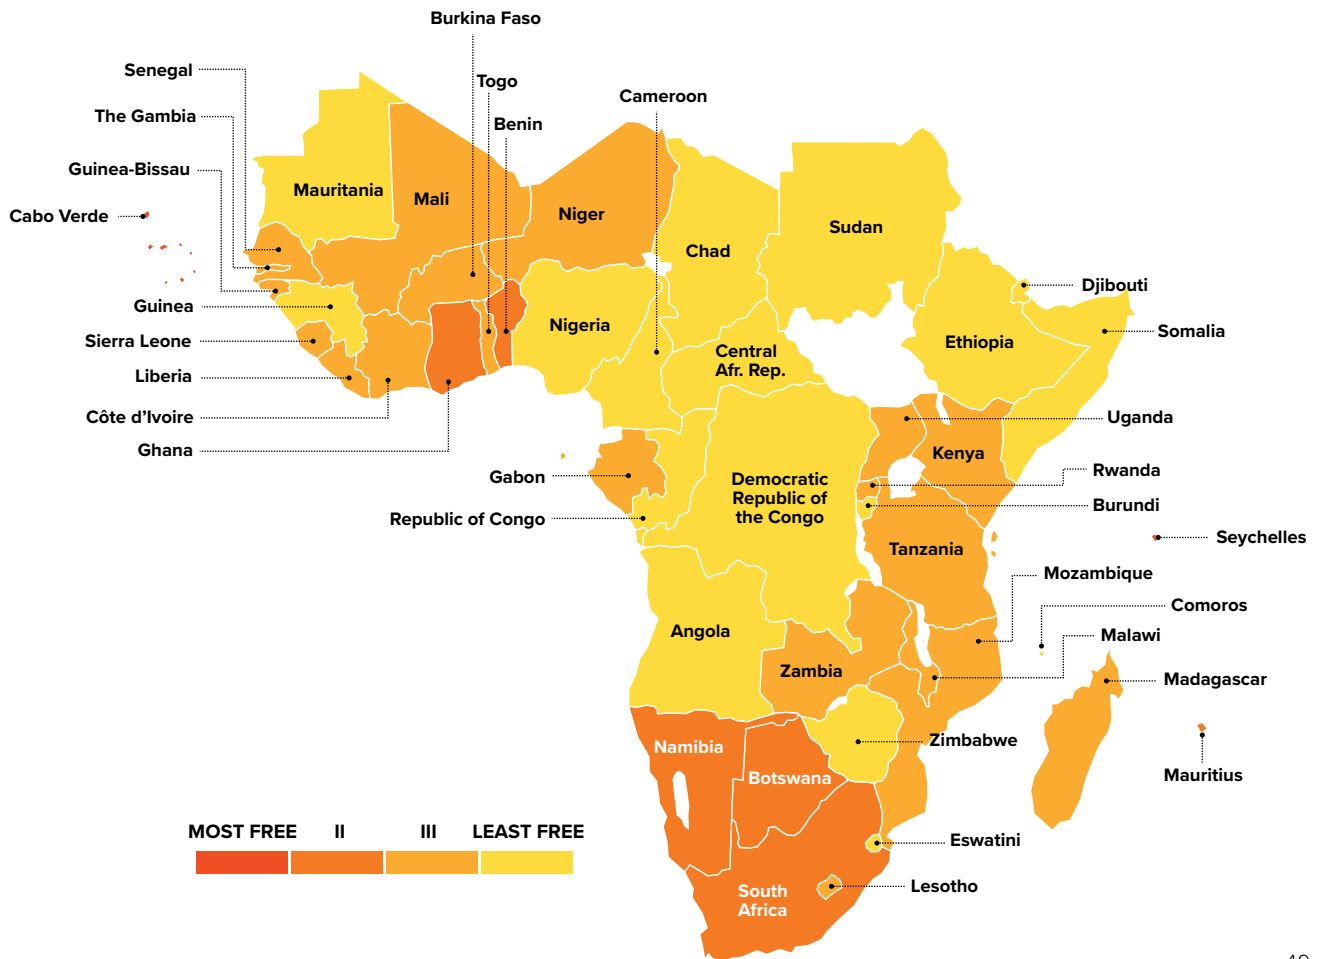 Burkina Faso
Senegal
Togo
Cameroon
The Gambia
Benin
Guinea-Bissau
Mauritania
Mali
Cabo Verde
Niger
Sudan
Chad
Djibouti
Guinea
Nigeria
Somalia
Sierra Leone
Ethiopia
Central
Afr. Rep.
Liberia
Côte d'Ivoire
Uganda
Ghana
Kenya
Rwanda
Gabon
Democratic
Republic of
the Congo
Burundi
Republic of Congo
Seychelles
Tanzania
Mozambique
Comoros
Angola
Malawi
Zambia
Madagascar
Zimbabwe
Namibia
Mauritius
Botswana
MOST FREE II III LEAST FREE
Eswatini
Lesotho
South
Africa